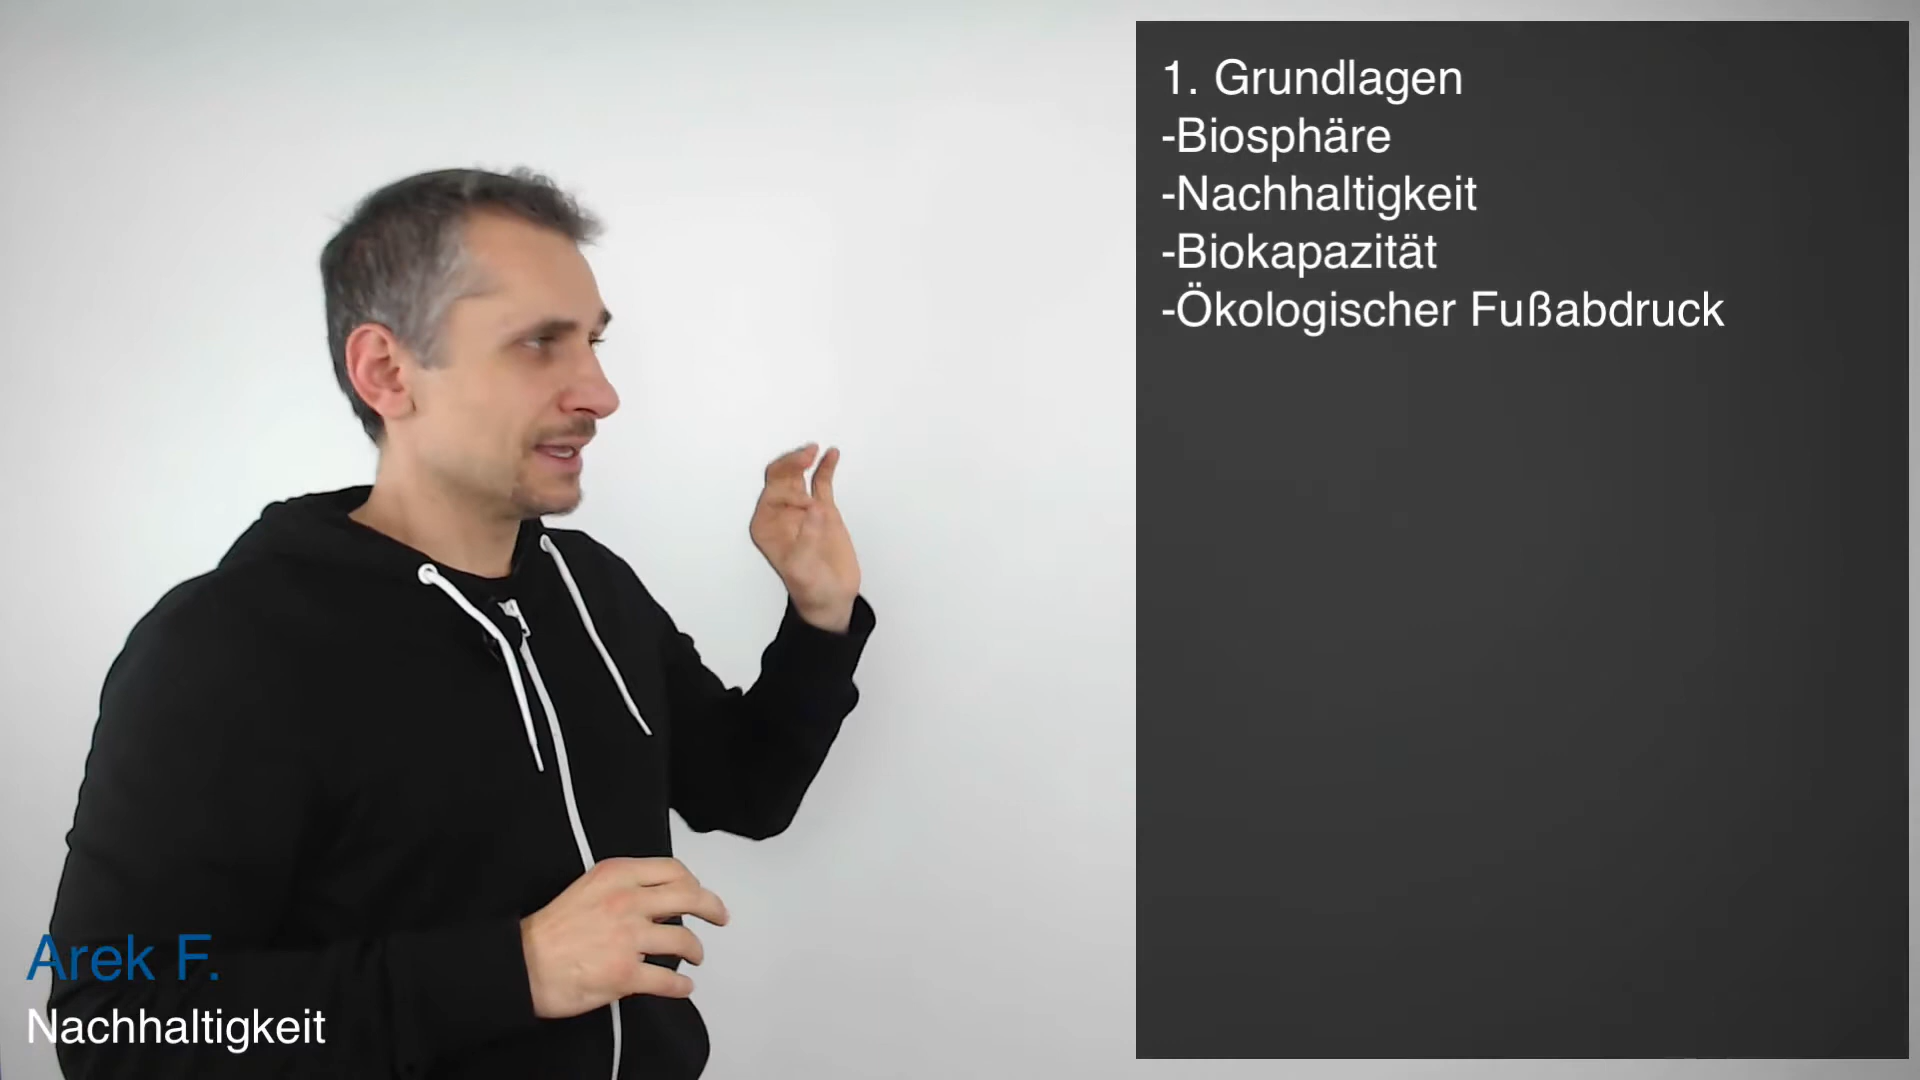 1. Grundlagen
-Biosphäre
-Nachhaltigkeit
-Biokapazität
-Ökologischer Fußabdruck
Arek F.
Nachhaltigkeit